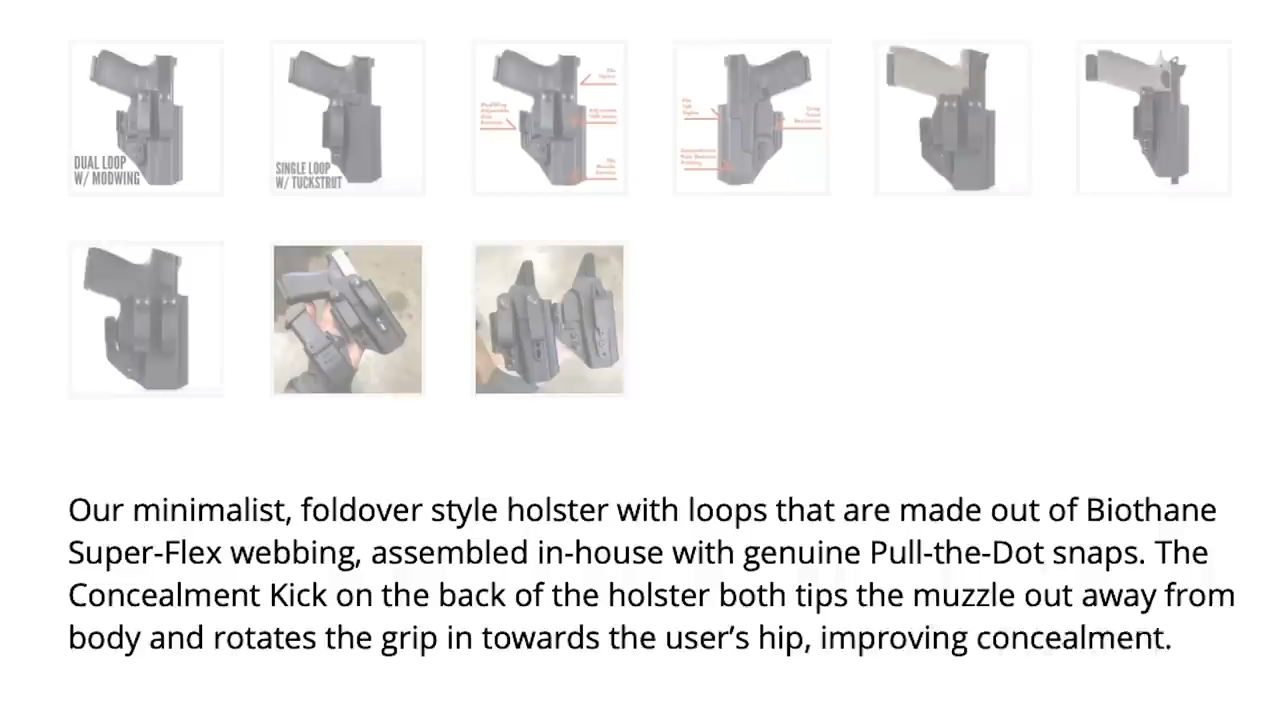 DUAL LOOP
W/ MODWING
SINGLE LOOP
W/ TUCKSTRUT
Our minimalist, foldover style holster with loops that are made out of Biothane
Super-Flex webbing, assembled in-house with genuine Pull-the-Dot snaps. The
Concealment Kick on the back of the holster both tips the muzzle out away from
body and rotates the grip in towards the user’s hip, improving concealment.